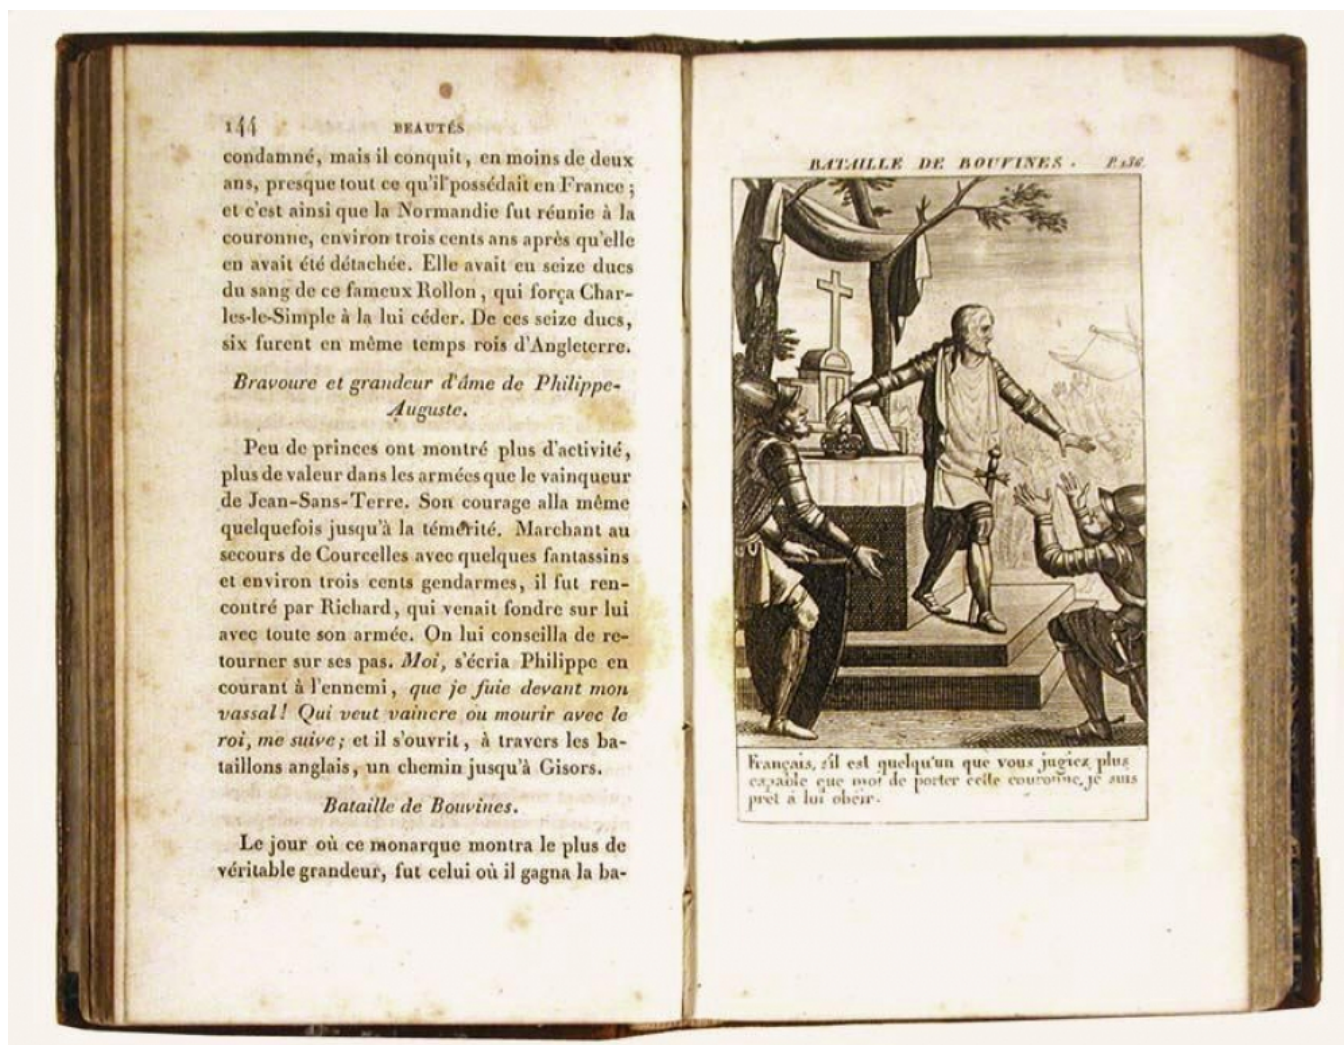 144 BEAUTÉS
condamné, mais il conquit, en moins de deux
ans, presque tout ce qu'il possédait en France ;
et c'est ainsi que la Normandie fut réunie à la
couronne, environ trois cents ans après qu'elle
en avait été détachée. Elle avait eu seize ducs
du sang de ce fameux Rollon, qui força Char-
les-le-Simple à la lui céder. De ces seize ducs,
six furent en même temps rois d'Angleterre.
Bravoure et grandeur d'âme de Philippe-
Auguste.
Peu de princes ont montré plus d'activité,
plus de valeur dans les armées que le vainqueur
de Jean-Sans-Terre. Son courage alla même
quelquefois jusqu'à la témérité. Marchant au
secours de Courcelles avec quelques fantassins
et environ trois cents gendarmes, il fut ren-
contré par Richard, qui venait fondre sur lui
avec toute son armée. On lui conseilla de re-
tourner sur ses pas. Moi, s'écria Philippe en
courant à l'ennemi, que je fuie devant mon
vassal ! Qui veut vaincre ou mourir avec le
roi, me suive ; et il s'ouvrit, à travers les ba-
taillons anglais, un chemin jusqu'à Gisors.
Bataille de Bouvines.
Le jour où ce monarque montra le plus de
véritable grandeur, fut celui où il gagna la ba-
BATAILLE DE BOUVINES. P.
Français, s'il est quelqu'un que vous jugiez plus
capable que moi de porter cette couronne, je suis
prêt à lui obéir.